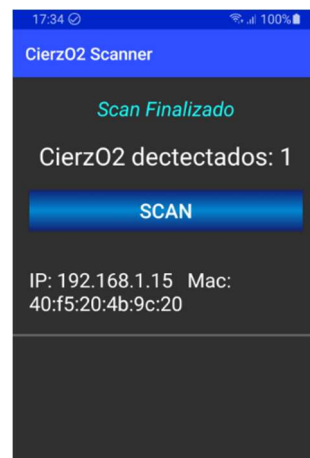 17:34 100%
CierzO2 Scanner
Scan Finalizado
CierzO2 dectectados: 1
SCAN
IP: 192.168.1.15 Mac:
40:f5:20:4b:9c:20